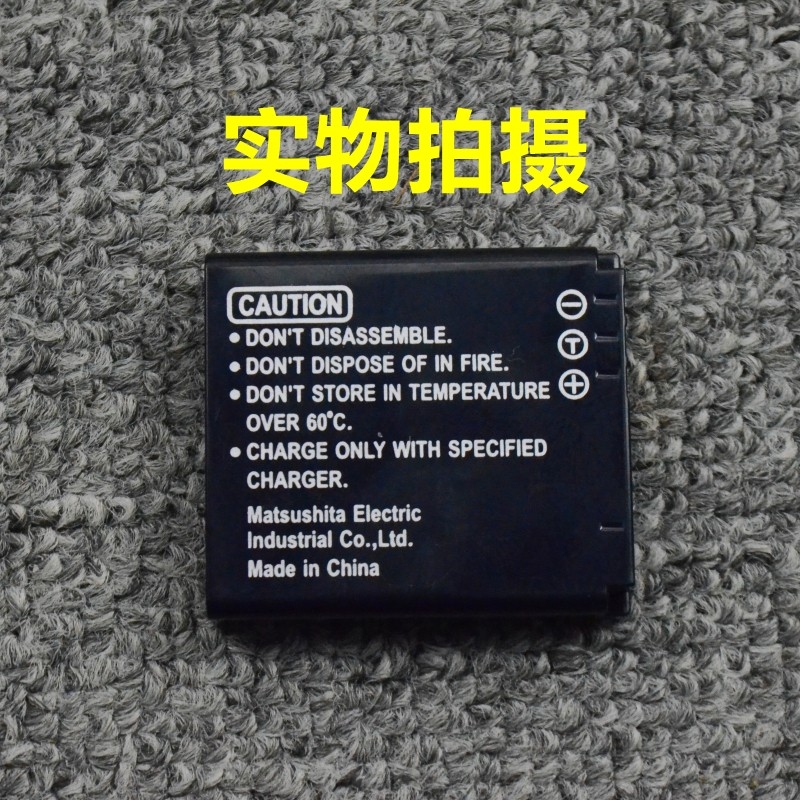 实物拍摄
CAUTION
• DON'T DISASSEMBLE.
• DON'T DISPOSE OF IN FIRE.
• DON'T STORE IN TEMPERATURE
OVER 60°C.
• CHARGE ONLY WITH SPECIFIED
CHARGER.
Matsushita Electric
Industrial Co.,Ltd.
Made in China
⊖
T
⊕